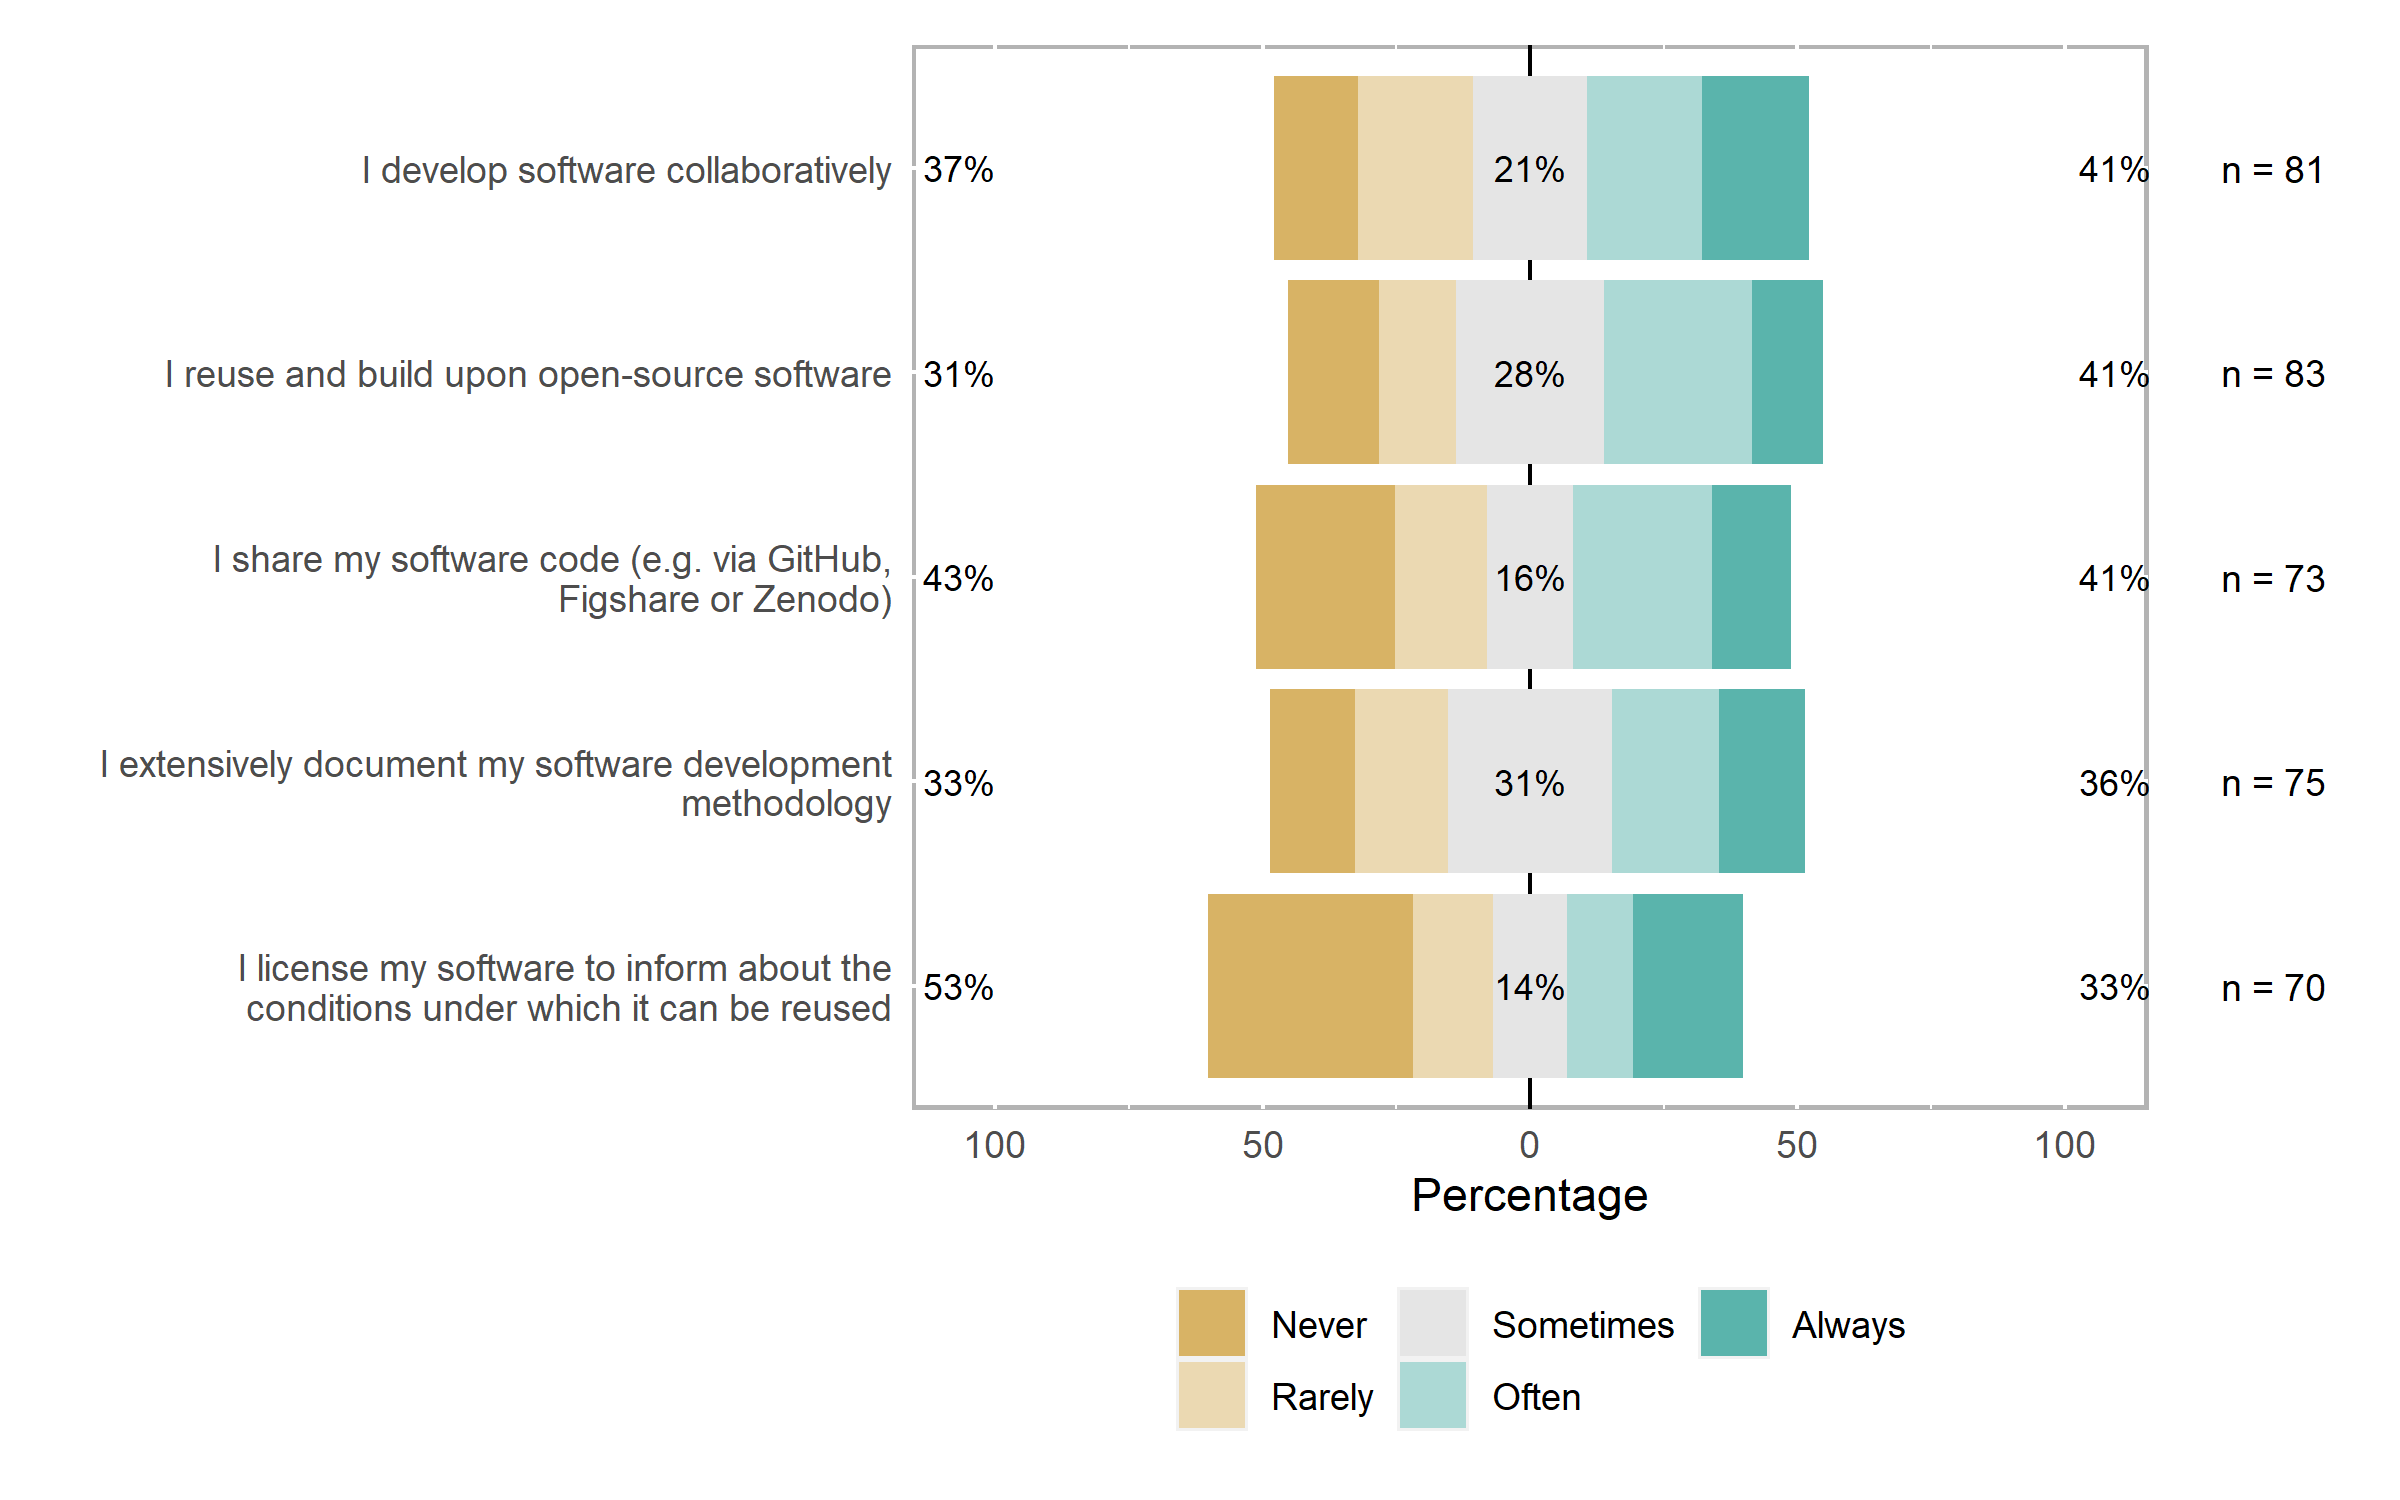 I develop software collaboratively 37% 21% 41% n = 81
I reuse and build upon open-source software 31% 28% 41% n = 83
I share my software code (e.g. via GitHub,
Figshare or Zenodo) 43% 16% 41% n = 73
I extensively document my software development
methodology 33% 31% 36% n = 75
I license my software to inform about the
conditions under which it can be reused 53% 14% 33% n = 70
100 50 0 50 100
Percentage
Never Sometimes Always
Rarely Often